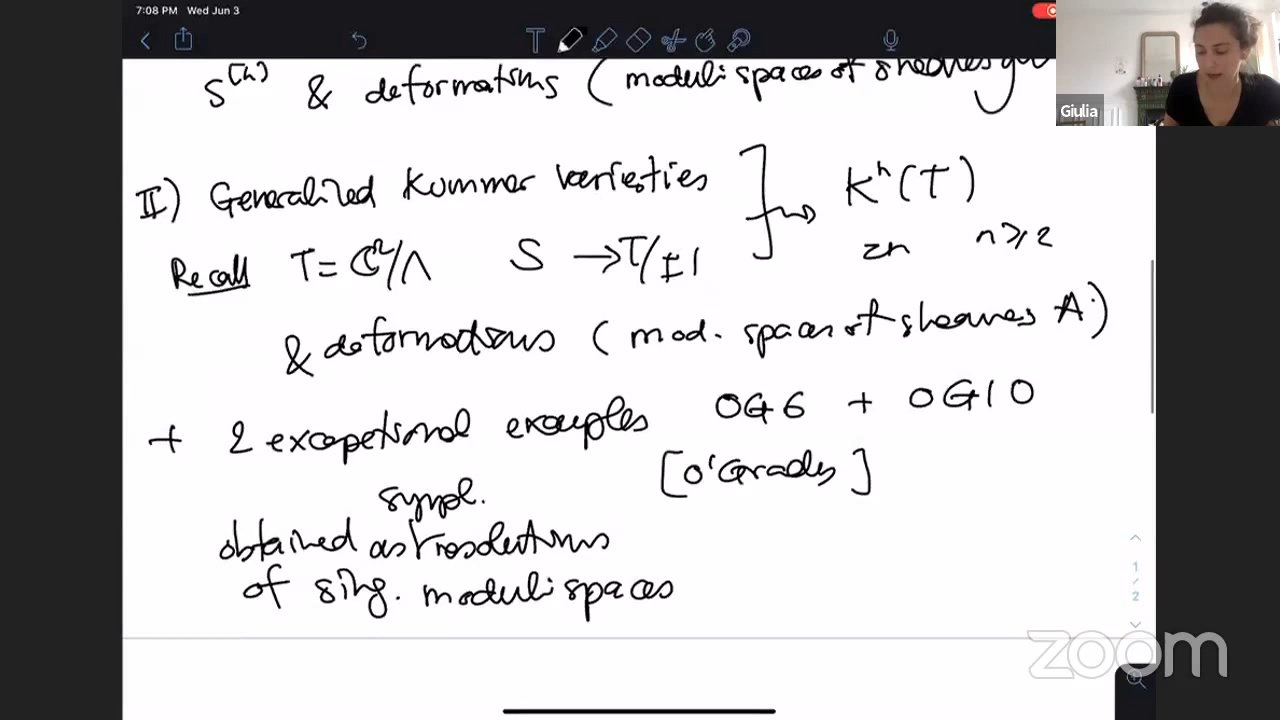 7:08 PM Wed Jun 3
S^[n] & deformations (moduli spaces of sheaves
Giulia
II) Generalized Kummer varieties
K^n(T)
2n n≥2
Recall T = ℂ²/Λ S → T/±1
& deformations (mod. spaces of sheaves A)
+ 2 exceptional examples OG6 + OG10
[O'Grady]
sympl.
obtained as resolutions
of sing. moduli spaces
1/2
zoom